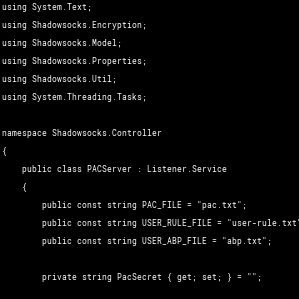 using System.Text;
using Shadowsocks.Encryption;
using Shadowsocks.Model;
using Shadowsocks.Properties;
using Shadowsocks.Util;
using System.Threading.Tasks;
namespace Shadowsocks.Controller
{
public class PACServer : Listener.Service
{
public const string PAC_FILE = "pac.txt";
public const string USER_RULE_FILE = "user-rule.txt"
public const string USER_ABP_FILE = "abp.txt";
private string PacSecret { get; set; } = "";